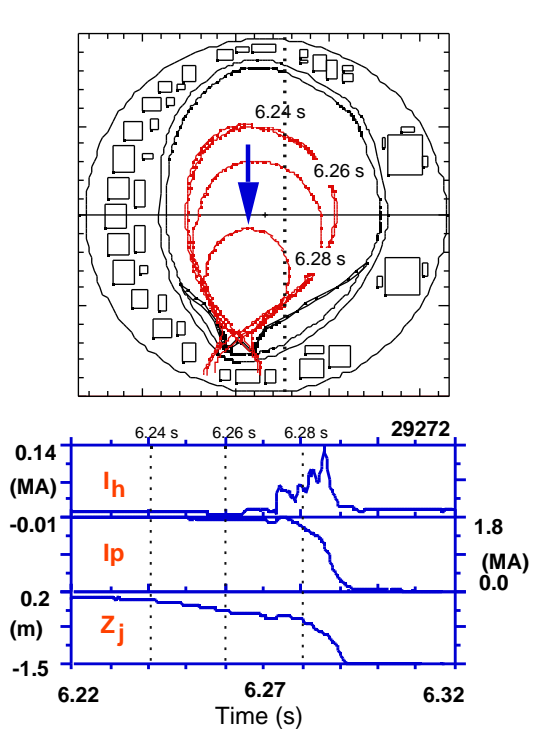 6.24 s
6.26 s
6.28 s
6.24 s 6.26 s 6.28 s 29272
0.14
(MA)
Ih
-0.01
Ip
1.8
(MA)
0.0
0.2
(m)
Zj
-1.5
6.22 6.27 6.32
Time (s)